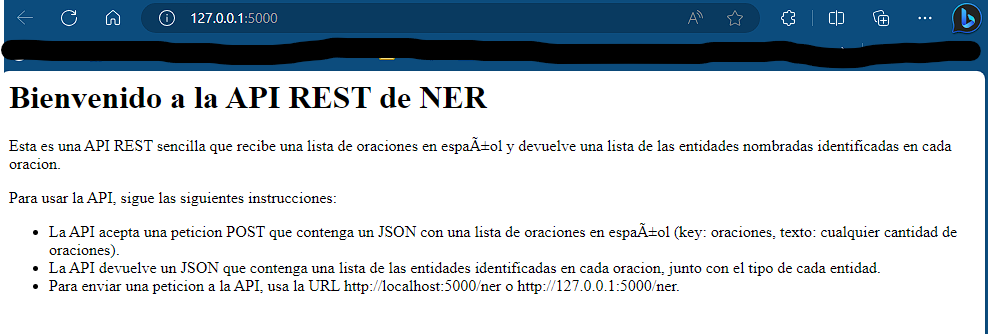 127.0.0.1:5000
Bienvenido a la API REST de NER
Esta es una API REST sencilla que recibe una lista de oraciones en espaÃ±ol y devuelve una lista de las entidades nombradas identificadas en cada
oracion.
Para usar la API, sigue las siguientes instrucciones:
• La API acepta una peticion POST que contenga un JSON con una lista de oraciones en espaÃ±ol (key: oraciones, texto: cualquier cantidad de
oraciones).
• La API devuelve un JSON que contenga una lista de las entidades identificadas en cada oracion, junto con el tipo de cada entidad.
• Para enviar una peticion a la API, usa la URL http://localhost:5000/ner o http://127.0.0.1:5000/ner.